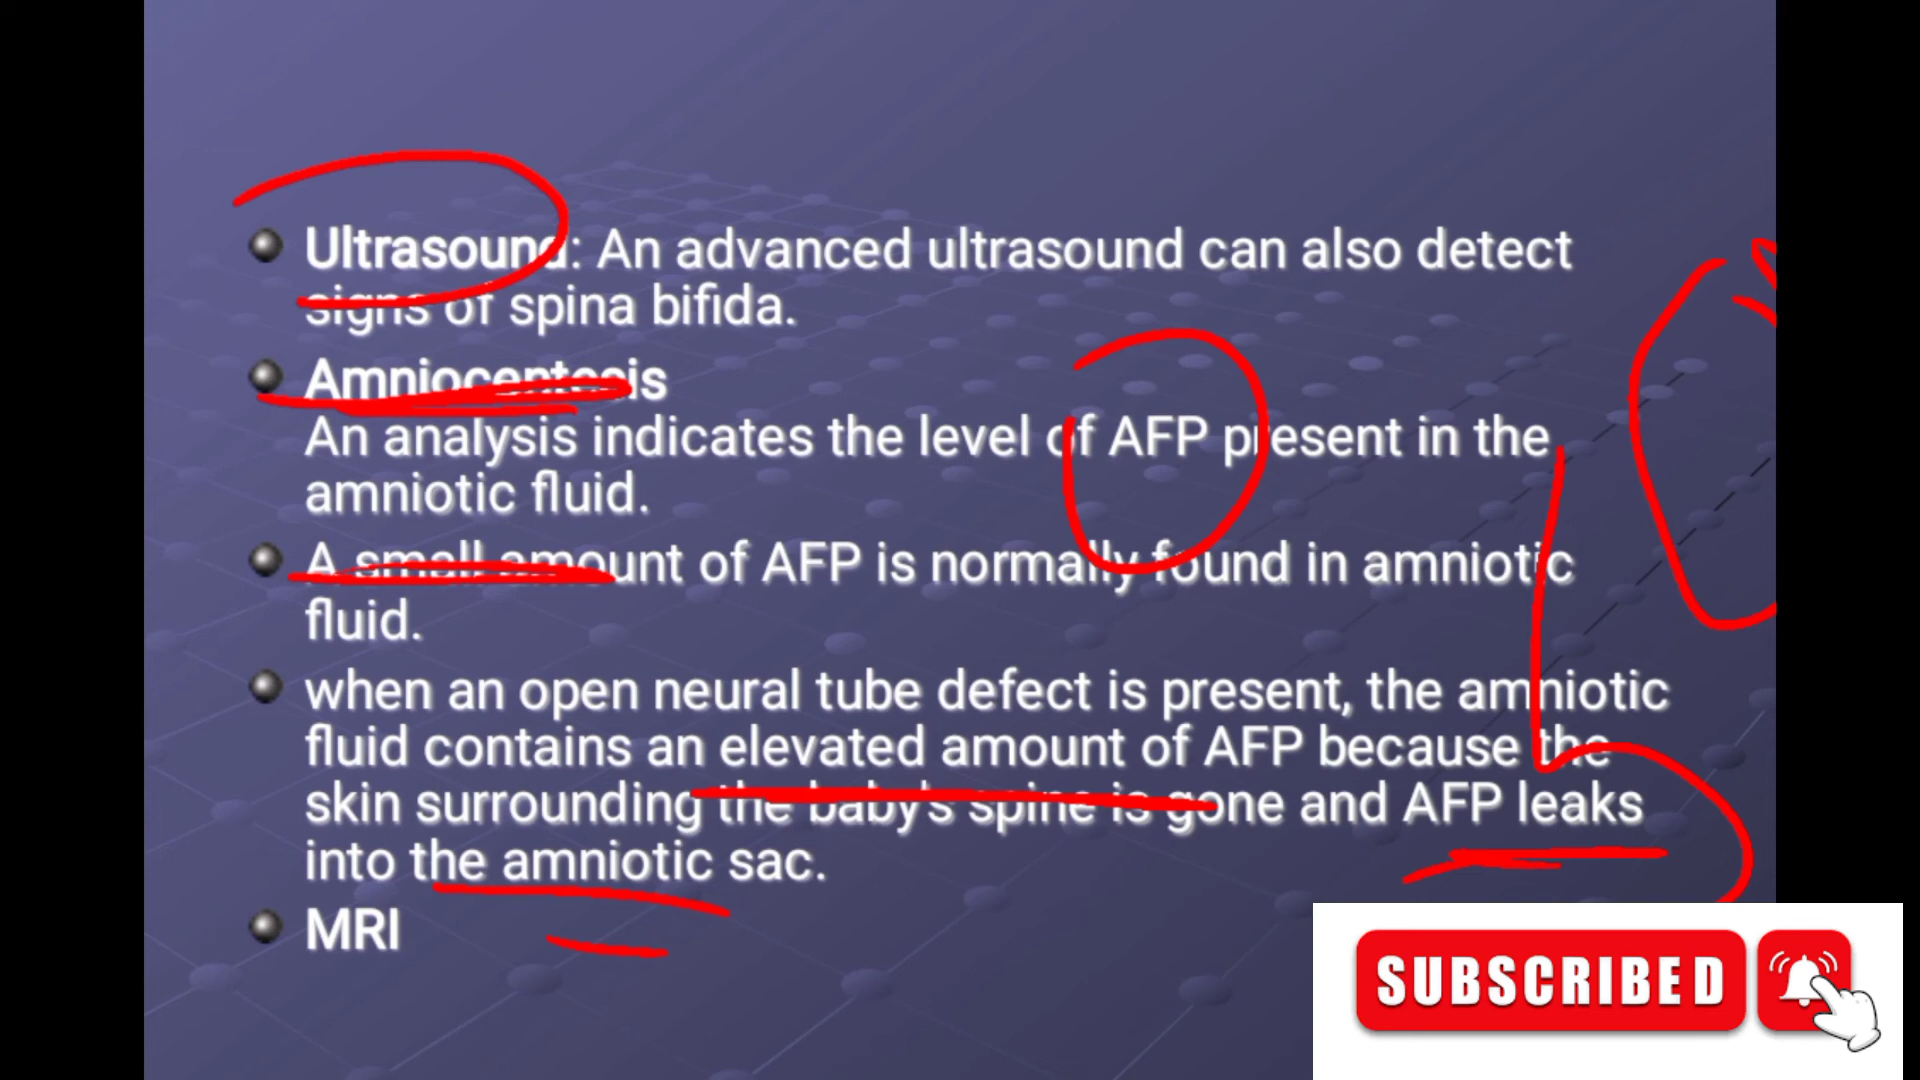 Ultrasound: An advanced ultrasound can also detect
signs of spina bifida.
Amniocentesis
An analysis indicates the level of AFP present in the
amniotic fluid.
A small amount of AFP is normally found in amniotic
fluid.
when an open neural tube defect is present, the amniotic
fluid contains an elevated amount of AFP because the
skin surrounding the baby's spine is gone and AFP leaks
into the amniotic sac.
MRI
SUBSCRIBED